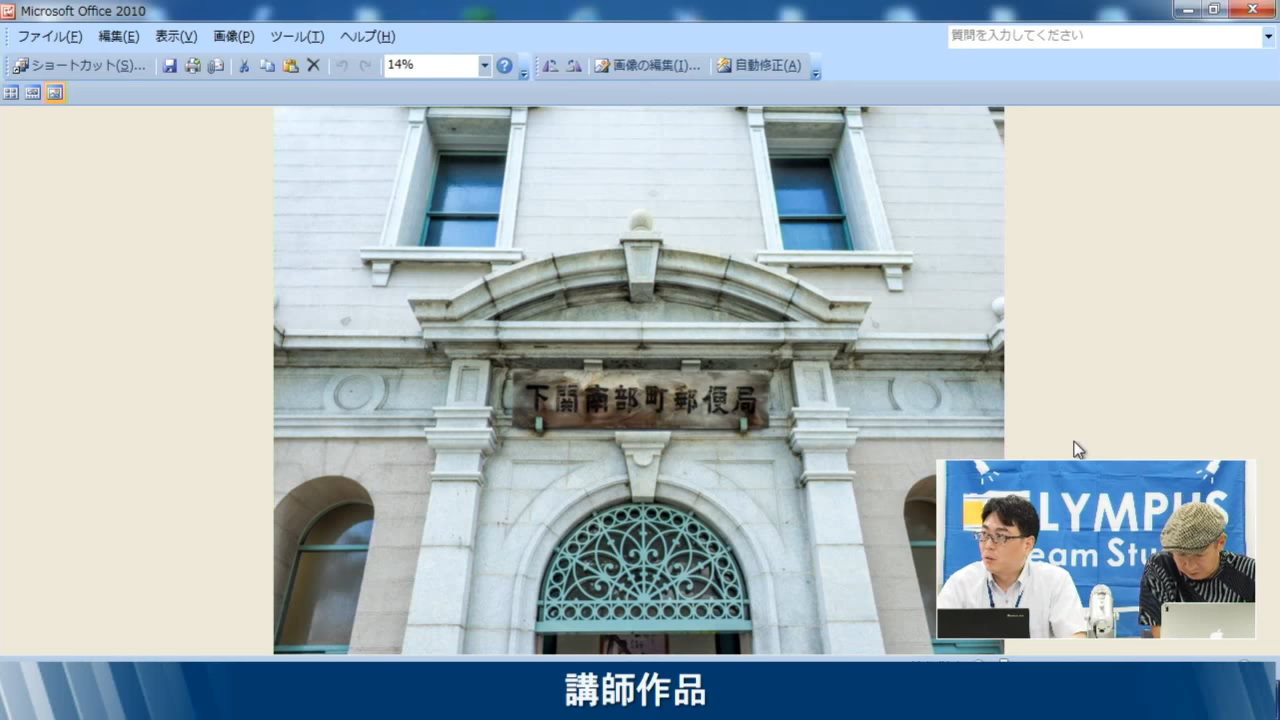 Microsoft Office 2010
ファイル(F) 編集(E) 表示(V) 画像(P) ツール(T) ヘルプ(H)
質問を入力してください
ショートカット(S)... 14% 画像の編集(I)... 自動修正(A)
下関南部町郵便局
LYMPUS
eam Stu
講師作品